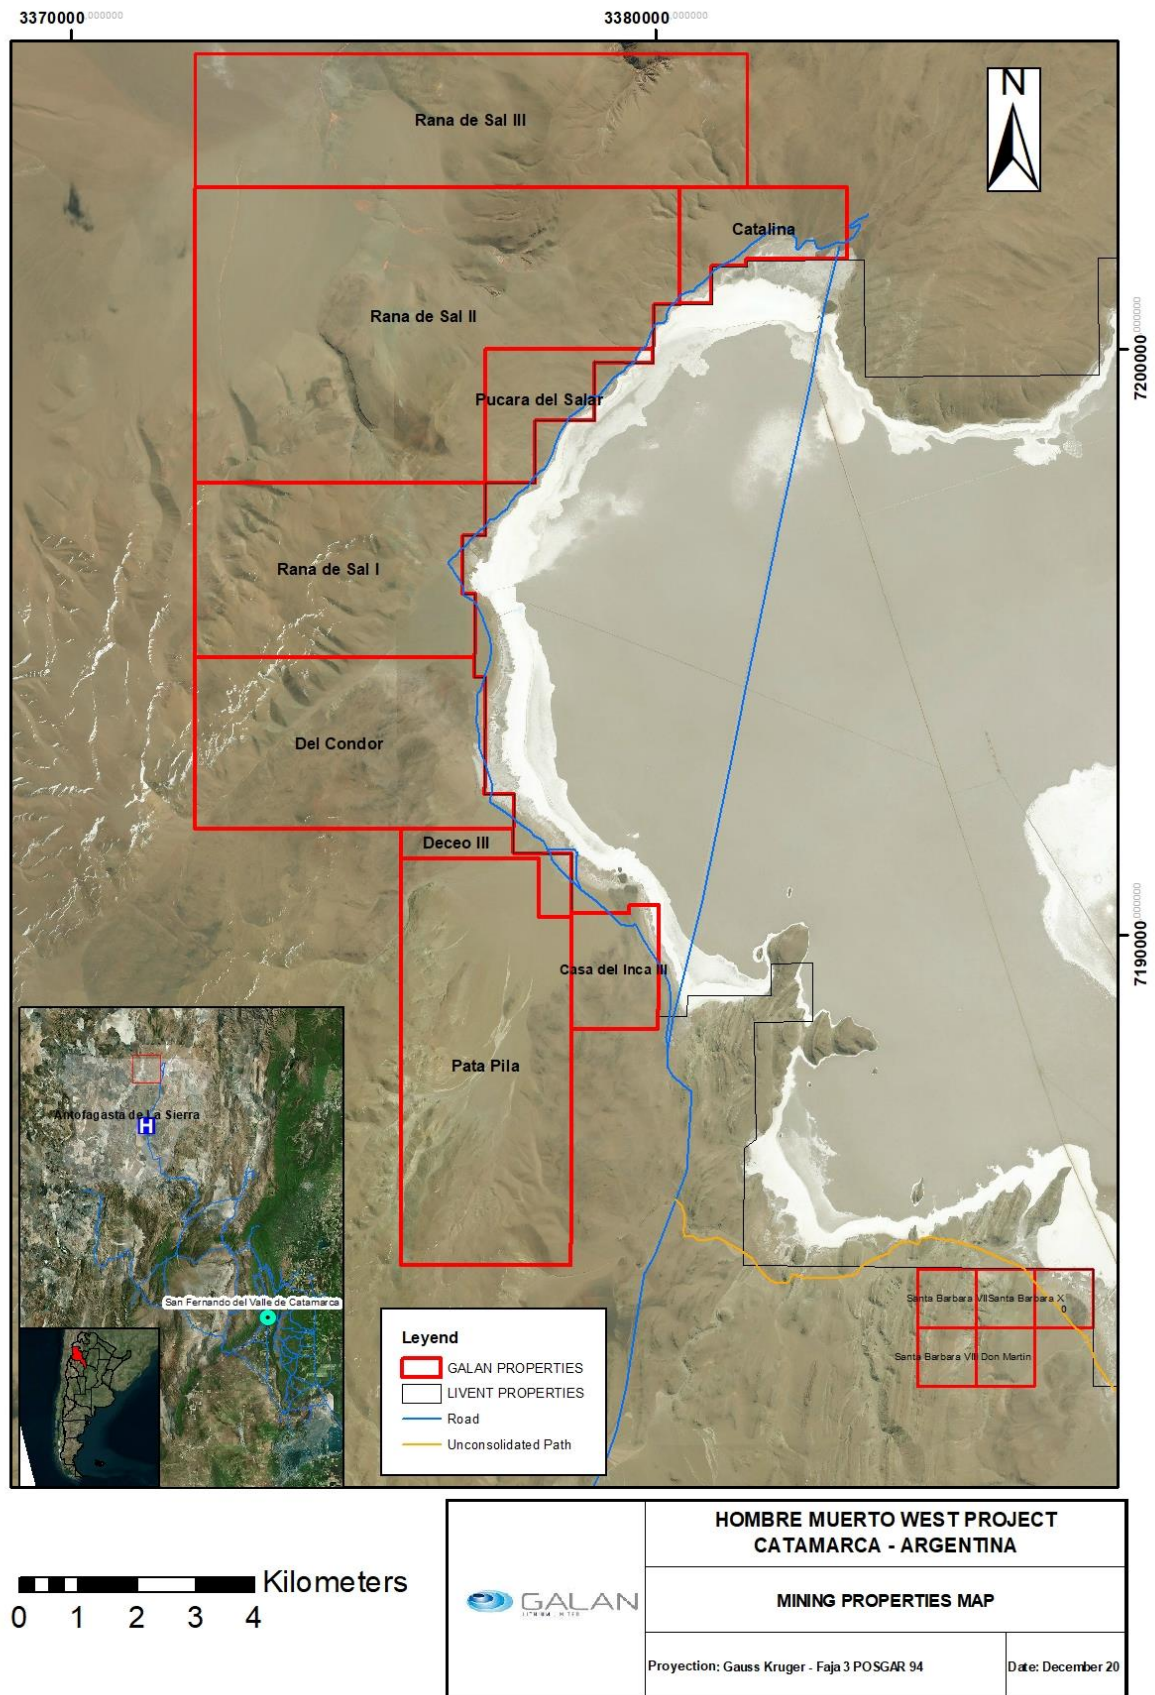 3370000.000000
3380000.000000
N
Rana de Sal III
Catalina
Rana de Sal II
7200000.000000
Pucara del Salar
Rana de Sal I
Del Condor
Deceo III
7190000.000000
Casa del Inca III
Pata Pila
Antofagasta de La Sierra
H
San Fernando del Valle de Catamarca
Santa Barbara VII
Santa Barbara X
0
Santa Barbara VIII
Don Martin
Leyend
GALAN PROPERTIES
LIVENT PROPERTIES
Road
Unconsolidated Path
Kilometers
0 1 2 3 4
GALAN
HOMBRE MUERTO WEST PROJECT
CATAMARCA - ARGENTINA
MINING PROPERTIES MAP
Proyection: Gauss Kruger - Faja 3 POSGAR 94
Date: December 20